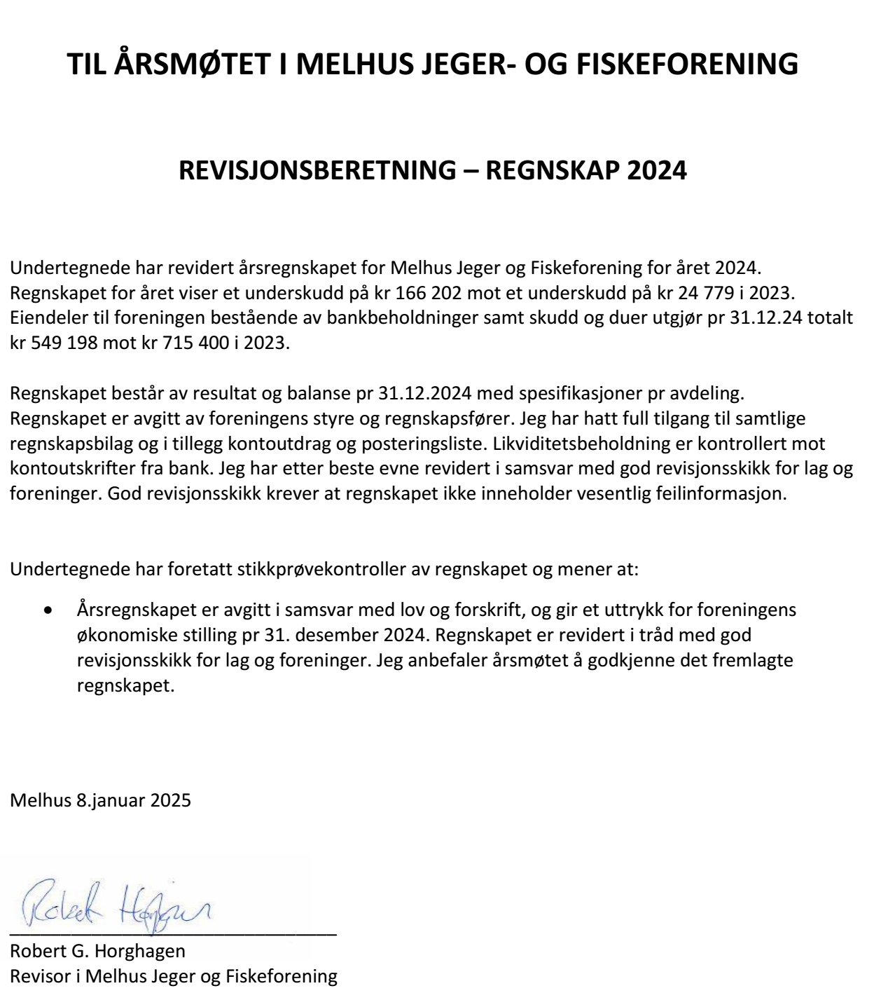 TIL ÅRSMØTET I MELHUS JEGER- OG FISKEFORENING
REVISJONSBERETNING – REGNSKAP 2024
Undertegnede har revidert årsregnskapet for Melhus Jeger og Fiskeforening for året 2024.
Regnskapet for året viser et underskudd på kr 166 202 mot et underskudd på kr 24 779 i 2023.
Eiendeler til foreningen bestående av bankbeholdninger samt skudd og duer utgjør pr 31.12.24 totalt
kr 549 198 mot kr 715 400 i 2023.
Regnskapet består av resultat og balanse pr 31.12.2024 med spesifikasjoner pr avdeling.
Regnskapet er avgitt av foreningens styre og regnskapsfører. Jeg har hatt full tilgang til samtlige
regnskapsbilag og i tillegg kontoutdrag og posteringsliste. Likviditetsbeholdning er kontrollert mot
kontoutskrifter fra bank. Jeg har etter beste evne revidert i samsvar med god revisjonsskikk for lag og
foreninger. God revisjonsskikk krever at regnskapet ikke inneholder vesentlig feilinformasjon.
Undertegnede har foretatt stikkprøvekontroller av regnskapet og mener at:
• Årsregnskapet er avgitt i samsvar med lov og forskrift, og gir et uttrykk for foreningens
økonomiske stilling pr 31. desember 2024. Regnskapet er revidert i tråd med god
revisjonsskikk for lag og foreninger. Jeg anbefaler årsmøtet å godkjenne det fremlagte
regnskapet.
Melhus 8.januar 2025
Robert G. Horghagen
Revisor i Melhus Jeger og Fiskeforening